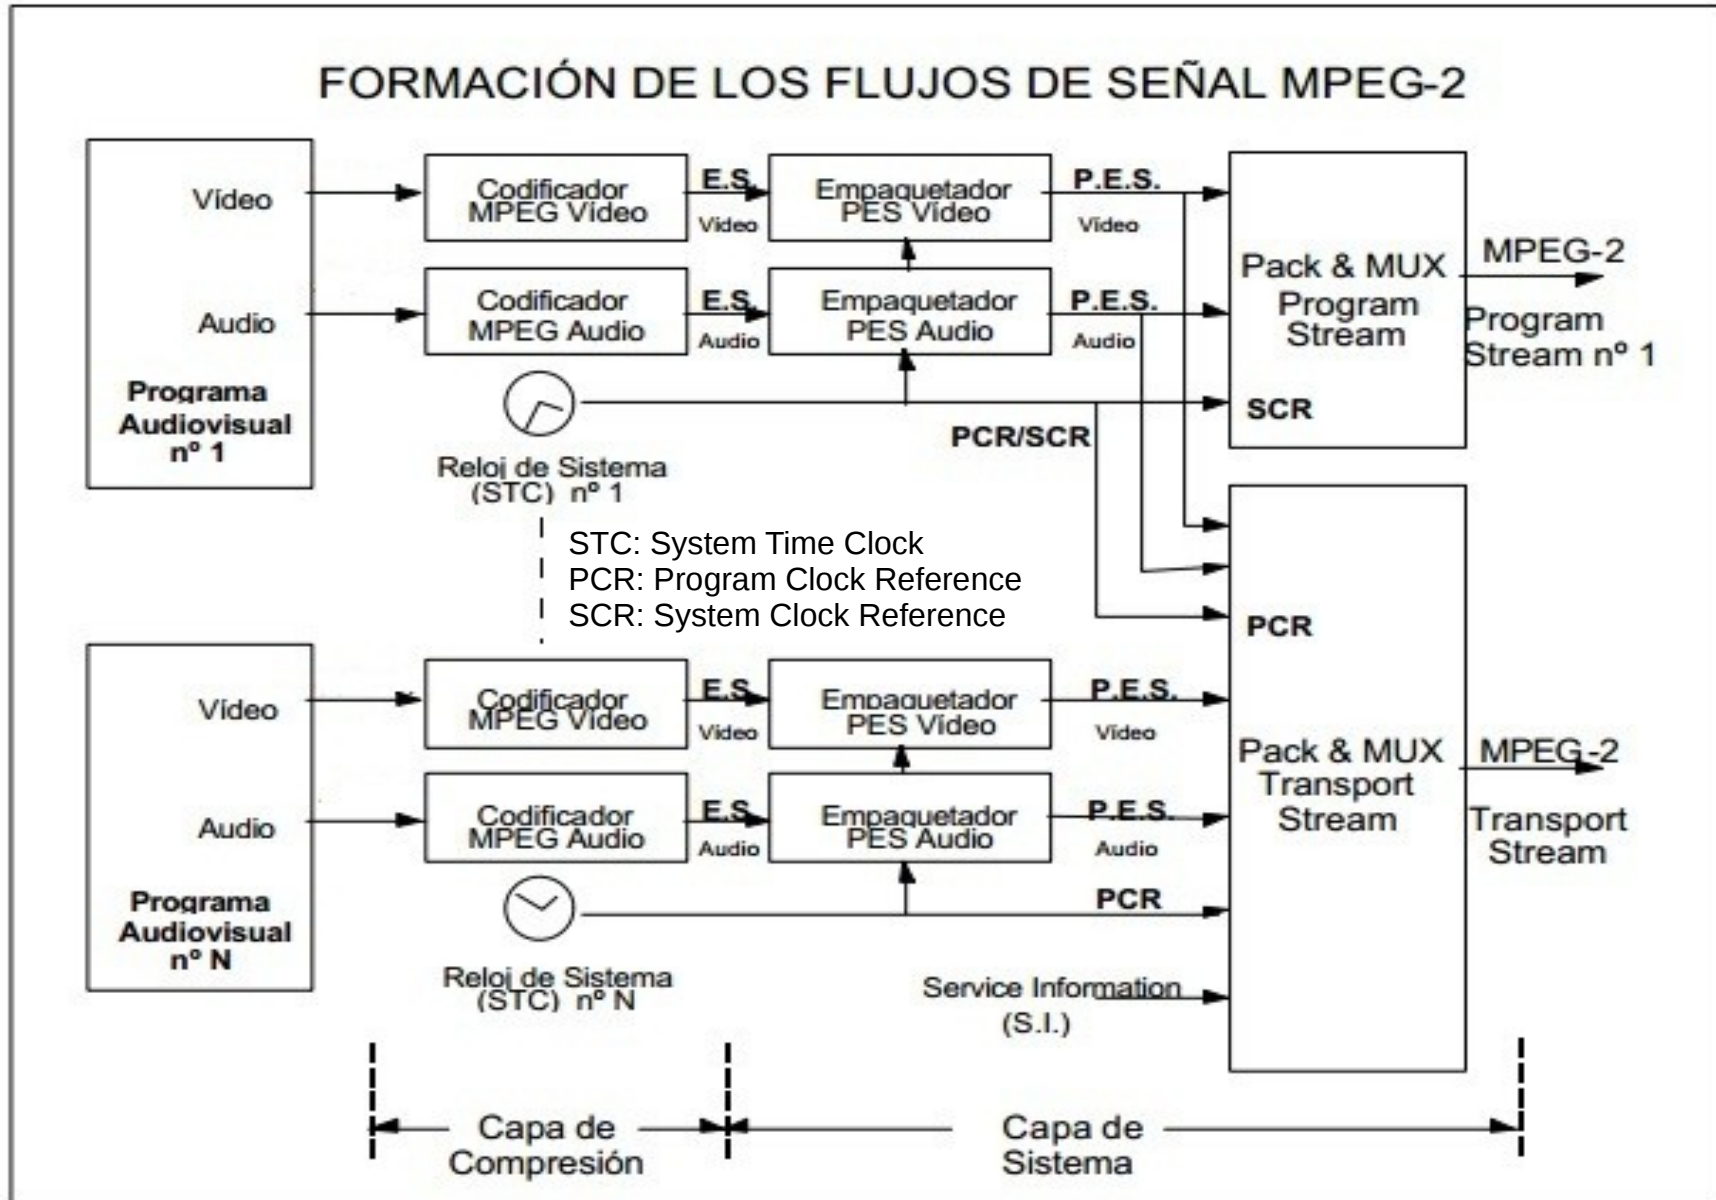 FORMACIÓN DE LOS FLUJOS DE SEÑAL MPEG-2
Vídeo
Audio
Programa
Audiovisual
nº 1
Codificador
MPEG Vídeo
E.S.
Vídeo
Empaquetador
PES Vídeo
P.E.S.
Vídeo
Codificador
MPEG Audio
E.S.
Audio
Empaquetador
PES Audio
P.E.S.
Audio
Reloj de Sistema
(STC) nº 1
PCR/SCR
Pack & MUX
Program
Stream
SCR
MPEG-2
Program
Stream nº 1
STC: System Time Clock
PCR: Program Clock Reference
SCR: System Clock Reference
Vídeo
Audio
Programa
Audiovisual
nº N
Codificador
MPEG Vídeo
E.S.
Vídeo
Empaquetador
PES Vídeo
P.E.S.
Vídeo
Codificador
MPEG Audio
E.S.
Audio
Empaquetador
PES Audio
P.E.S.
Audio
Reloj de Sistema
(STC) nº N
PCR
Service Information
(S.I.)
PCR
Pack & MUX
Transport
Stream
MPEG-2
Transport
Stream
Capa de
Compresión
Capa de
Sistema